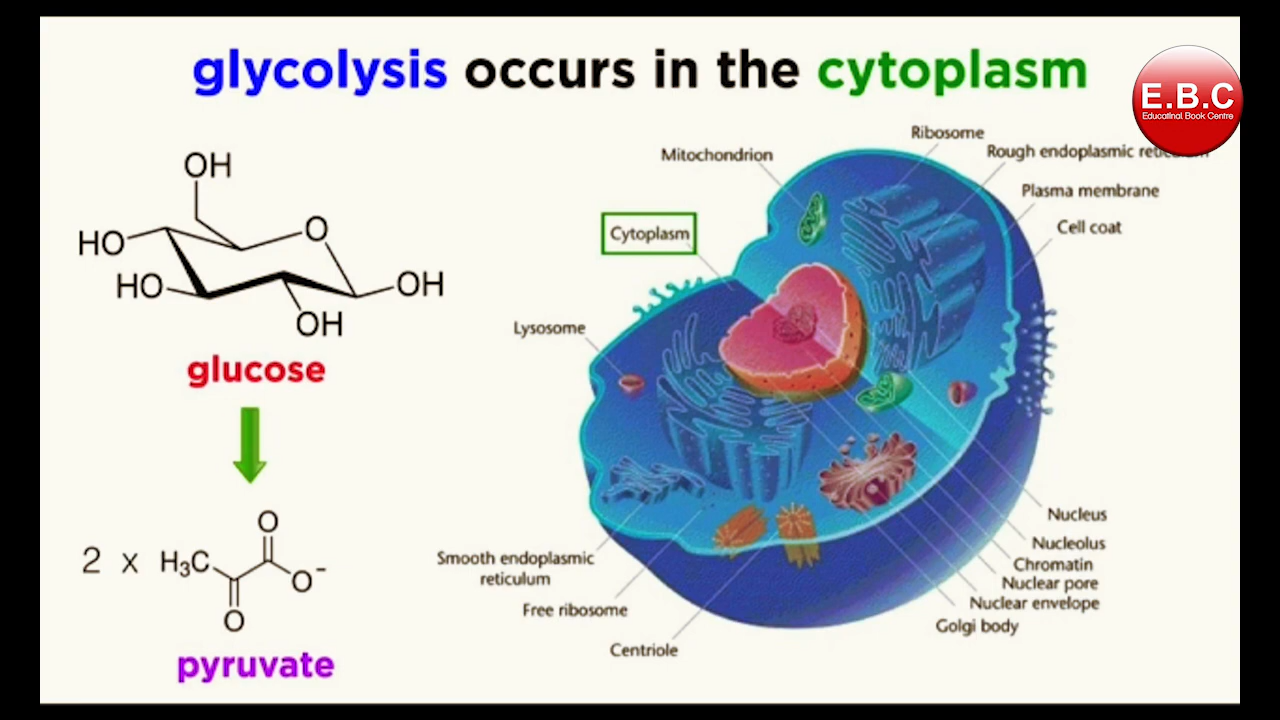 glycolysis occurs in the cytoplasm
E.B.C
Educatinal Book Centre
OH
O
HO
HO
OH
OH
glucose
2 x H₃C
O
O⁻
O
pyruvate
Mitochondrion
Ribosome
Rough endoplasmic
Plasma membrane
Cell coat
Cytoplasm
Lysosome
Smooth endoplasmic
reticulum
Free ribosome
Centriole
Nucleus
Nucleolus
Chromatin
Nuclear pore
Nuclear envelope
Golgi body